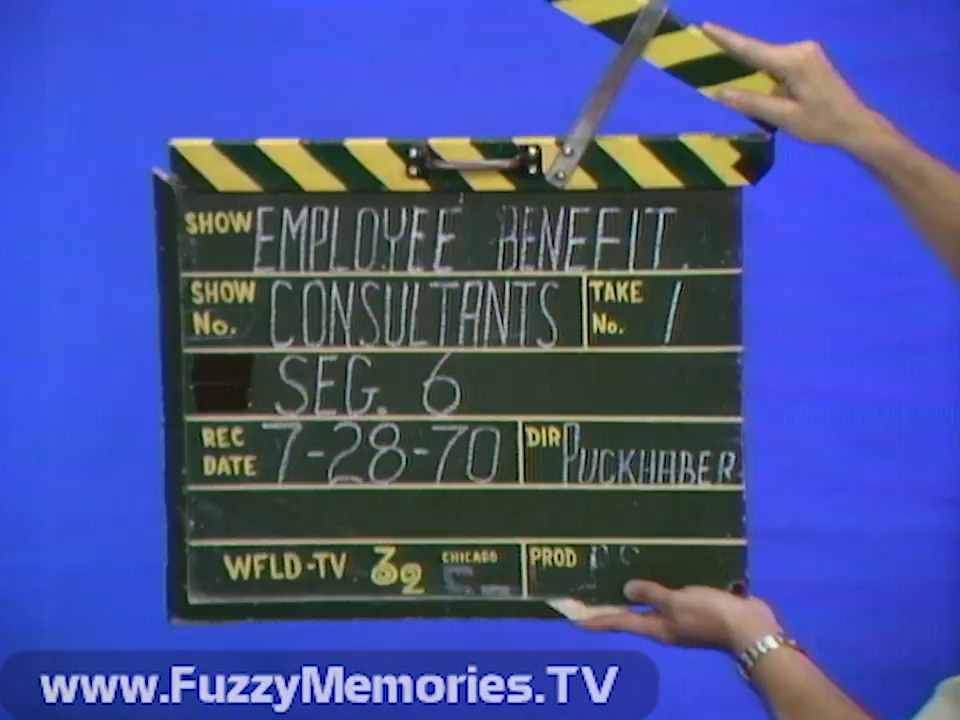 SHOW EMPLOYEE BENEFIT
SHOW No. CONSULTANTS TAKE No. 1
SEG. 6
REC DATE 7-28-70 DIR PUCKHABER
WFLD-TV 32 CHICAGO PROD
www.FuzzyMemories.TV